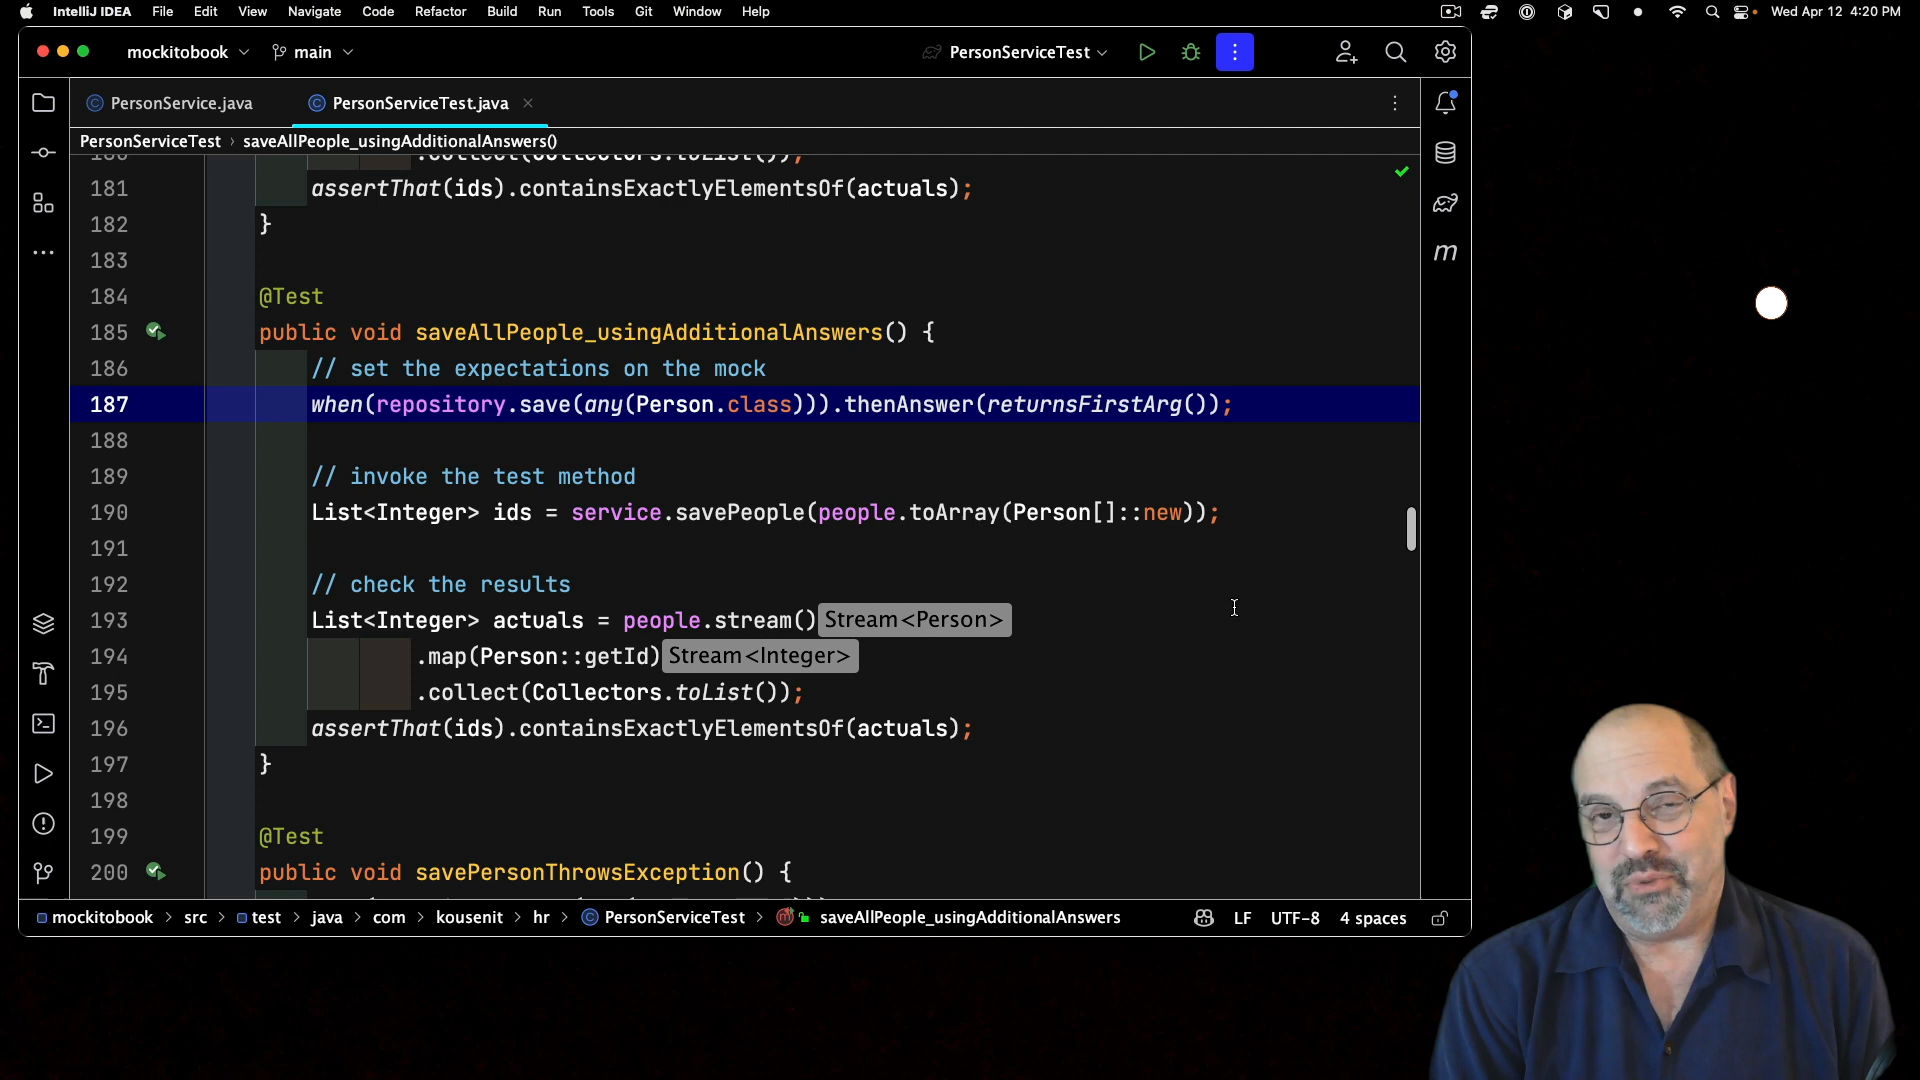 IntelliJ IDEA File Edit View Navigate Code Refactor Build Run Tools Git Window Help Wed Apr 12 4:20 PM
mockitobook main PersonServiceTest
PersonService.java PersonServiceTest.java
PersonServiceTest › saveAllPeople_usingAdditionalAnswers()
180 .collect(Collectors.toList());
181 assertThat(ids).containsExactlyElementsOf(actuals);
182 }
183
184 @Test
185 public void saveAllPeople_usingAdditionalAnswers() {
186 // set the expectations on the mock
187 when(repository.save(any(Person.class))).thenAnswer(returnsFirstArg());
188
189 // invoke the test method
190 List<Integer> ids = service.savePeople(people.toArray(Person[]::new));
191
192 // check the results
193 List<Integer> actuals = people.stream() Stream<Person>
194 .map(Person::getId) Stream<Integer>
195 .collect(Collectors.toList());
196 assertThat(ids).containsExactlyElementsOf(actuals);
197 }
198
199 @Test
200 public void savePersonThrowsException() {
mockitobook › src › test › java › com › kousenit › hr › PersonServiceTest › saveAllPeople_usingAdditionalAnswers LF UTF-8 4 spaces